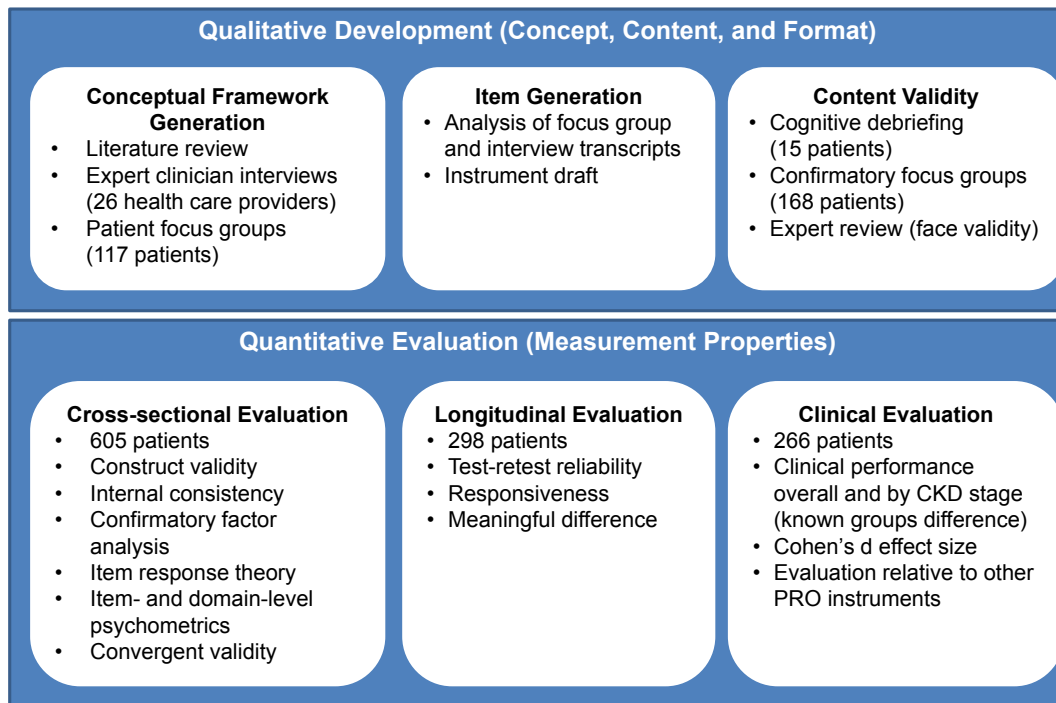 Qualitative Development (Concept, Content, and Format)
Conceptual Framework
Generation
• Literature review
• Expert clinician interviews
(26 health care providers)
• Patient focus groups
(117 patients)
Item Generation
• Analysis of focus group
and interview transcripts
• Instrument draft
Content Validity
• Cognitive debriefing
(15 patients)
• Confirmatory focus groups
(168 patients)
• Expert review (face validity)
Quantitative Evaluation (Measurement Properties)
Cross-sectional Evaluation
• 605 patients
• Construct validity
• Internal consistency
• Confirmatory factor
analysis
• Item response theory
• Item- and domain-level
psychometrics
• Convergent validity
Longitudinal Evaluation
• 298 patients
• Test-retest reliability
• Responsiveness
• Meaningful difference
Clinical Evaluation
• 266 patients
• Clinical performance
overall and by CKD stage
(known groups difference)
• Cohen’s d effect size
• Evaluation relative to other
PRO instruments